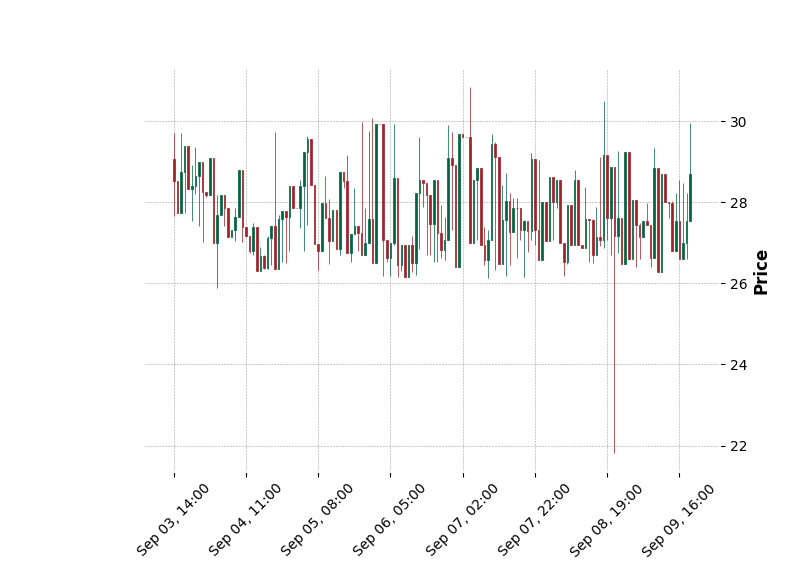 30
28
26
24
22
Price
Sep 03, 14:00
Sep 04, 11:00
Sep 05, 08:00
Sep 06, 05:00
Sep 07, 02:00
Sep 07, 22:00
Sep 08, 19:00
Sep 09, 16:00